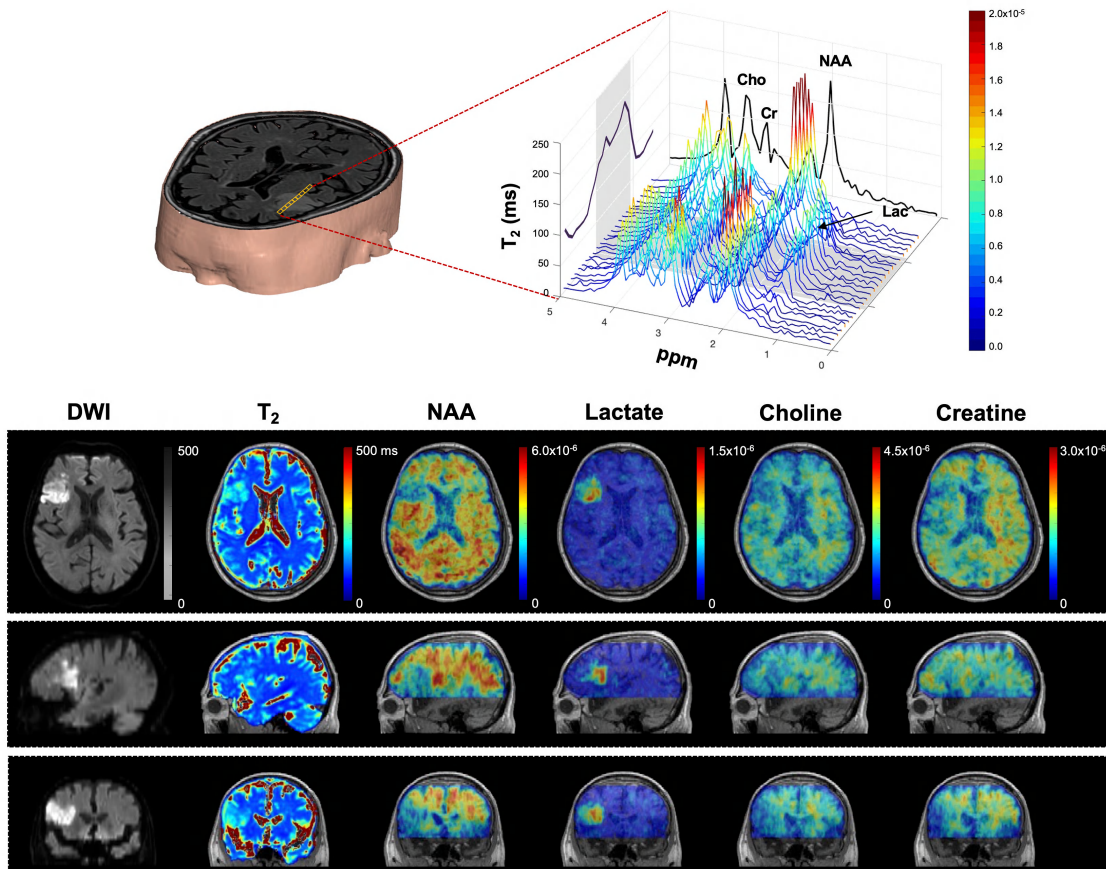 2.0x10-5
1.8
1.6
1.4
1.2
1.0
0.8
0.6
0.4
0.2
0.0
NAA
Cho
Cr
Lac
250
200
150
100
50
0
T2 (ms)
5
4
3
2
1
0
ppm
DWI
T2
NAA
Lactate
Choline
Creatine
500
500 ms
6.0x10-6
1.5x10-6
4.5x10-6
3.0x10-6
0
0
0
0
0
0